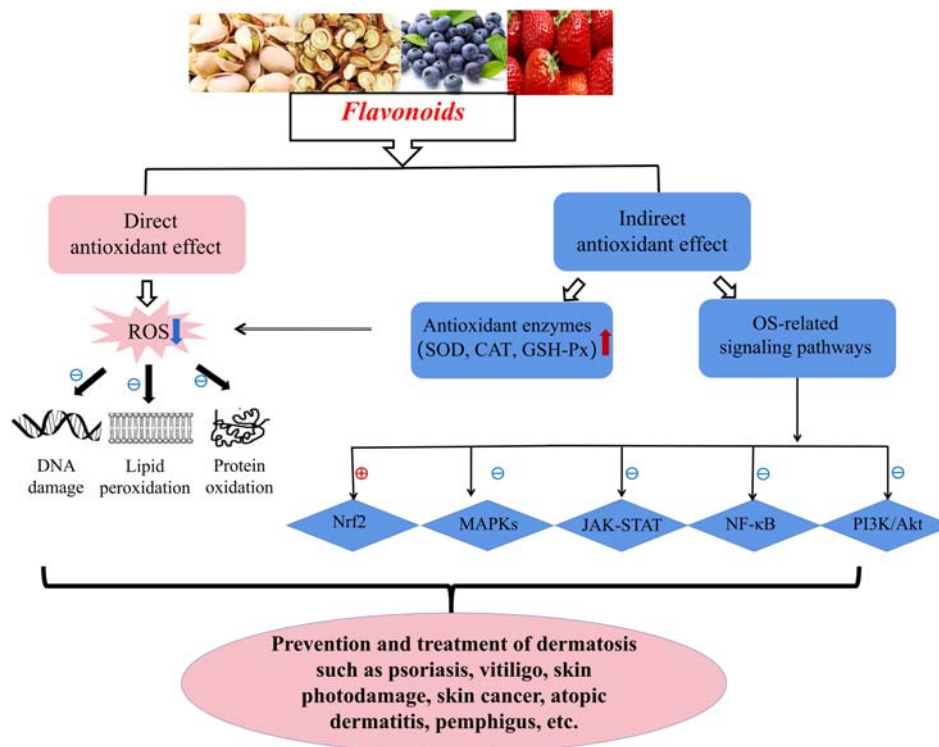 Flavonoids
Direct
antioxidant effect
Indirect
antioxidant effect
ROS
Antioxidant enzymes
(SOD, CAT, GSH-Px)
OS-related
signaling pathways
DNA
damage
Lipid
peroxidation
Protein
oxidation
Nrf2
MAPKs
JAK-STAT
NF-κB
PI3K/Akt
Prevention and treatment of dermatosis
such as psoriasis, vitiligo, skin
photodamage, skin cancer, atopic
dermatitis, pemphigus, etc.